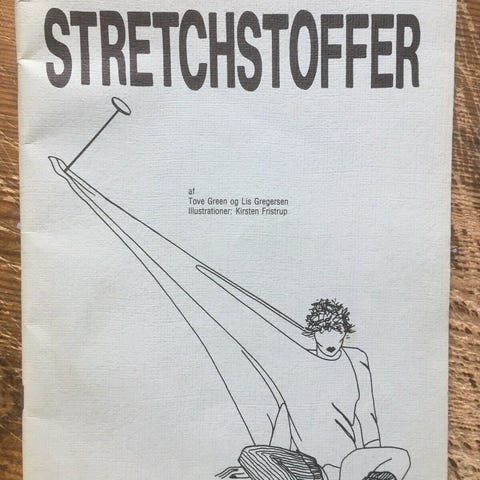 STRETCHSTOFFER
af
Tove Green og Lis Gregersen
Illustrationer: Kirsten Fristrup